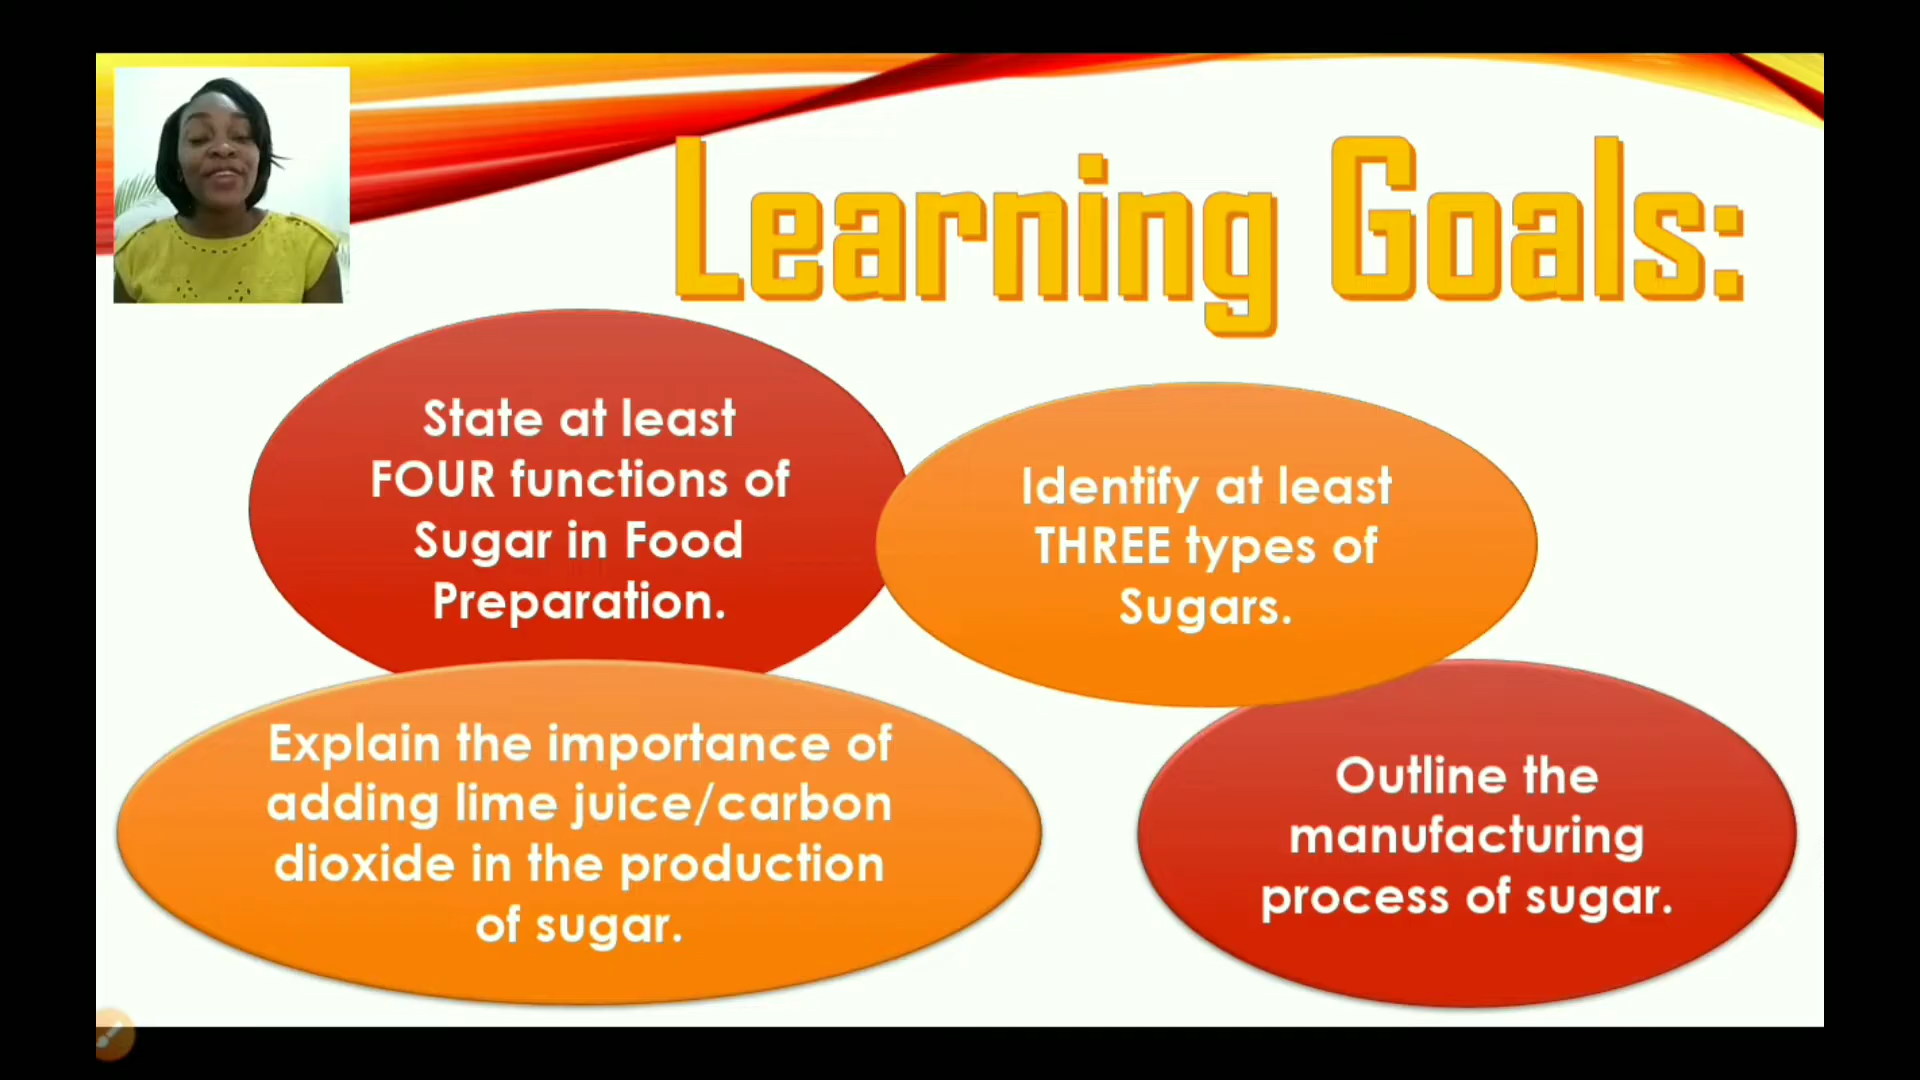 Learning Goals:
State at least
FOUR functions of
Sugar in Food
Preparation.
Identify at least
THREE types of
Sugars.
Explain the importance of
adding lime juice/carbon
dioxide in the production
of sugar.
Outline the
manufacturing
process of sugar.